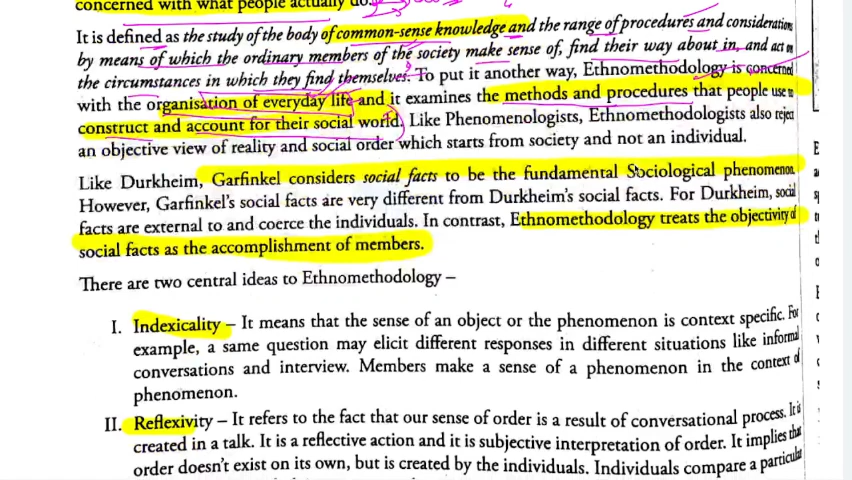 concerned with what people actually do.
It is defined as the study of the body of common-sense knowledge and the range of procedures and considerations
by means of which the ordinary members of the society make sense of, find their way about in, and act on
the circumstances in which they find themselves. To put it another way, Ethnomethodology is concerned
with the organisation of everyday life and it examines the methods and procedures that people use to
construct and account for their social world. Like Phenomenologists, Ethnomethodologists also reject
an objective view of reality and social order which starts from society and not an individual.
Like Durkheim, Garfinkel considers social facts to be the fundamental Sociological phenomenon.
However, Garfinkel's social facts are very different from Durkheim's social facts. For Durkheim, social
facts are external to and coerce the individuals. In contrast, Ethnomethodology treats the objectivity of
social facts as the accomplishment of members.
There are two central ideas to Ethnomethodology –
I. Indexicality – It means that the sense of an object or the phenomenon is context specific. For
example, a same question may elicit different responses in different situations like informal
conversations and interview. Members make a sense of a phenomenon in the context of
phenomenon.
II. Reflexivity – It refers to the fact that our sense of order is a result of conversational process. It is
created in a talk. It is a reflective action and it is subjective interpretation of order. It implies that
order doesn't exist on its own, but is created by the individuals. Individuals compare a particular